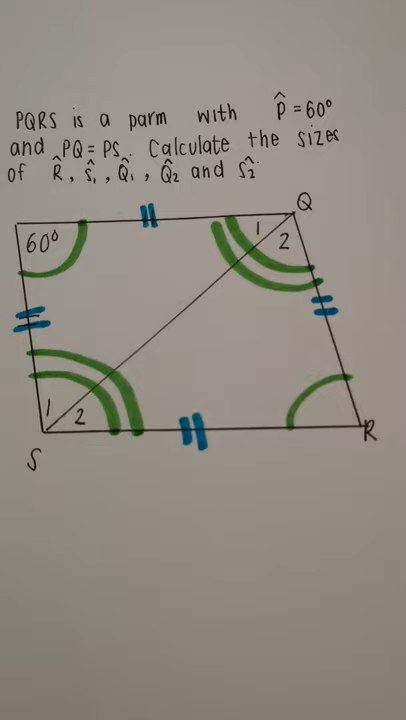 PQRS is a parm with P̂ = 60°
and PQ = PS. Calculate the sizes
of R̂, Ŝ₁, Q̂₁, Q̂₂ and Ŝ₂.
Q
60°
1
2
1
2
R
S